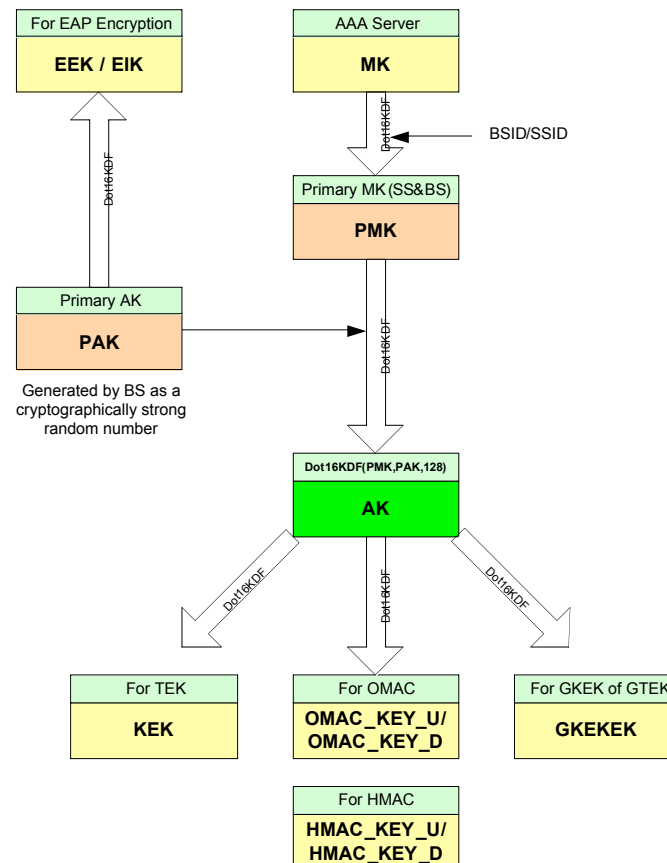 For EAP Encryption
EEK / EIK
AAA Server
MK
Dot16KDF
BSID/SSID
Dot16KDF
Primary MK (SS&BS)
PMK
Primary AK
PAK
Generated by BS as a
cryptographically strong
random number
Dot16KDF
Dot16KDF(PMK,PAK,128)
AK
Dot16KDF
Dot16KDF
Dot16KDF
For TEK
KEK
For OMAC
OMAC_KEY_U/
OMAC_KEY_D
For GKEK of GTEK
GKEKEK
For HMAC
HMAC_KEY_U/
HMAC_KEY_D